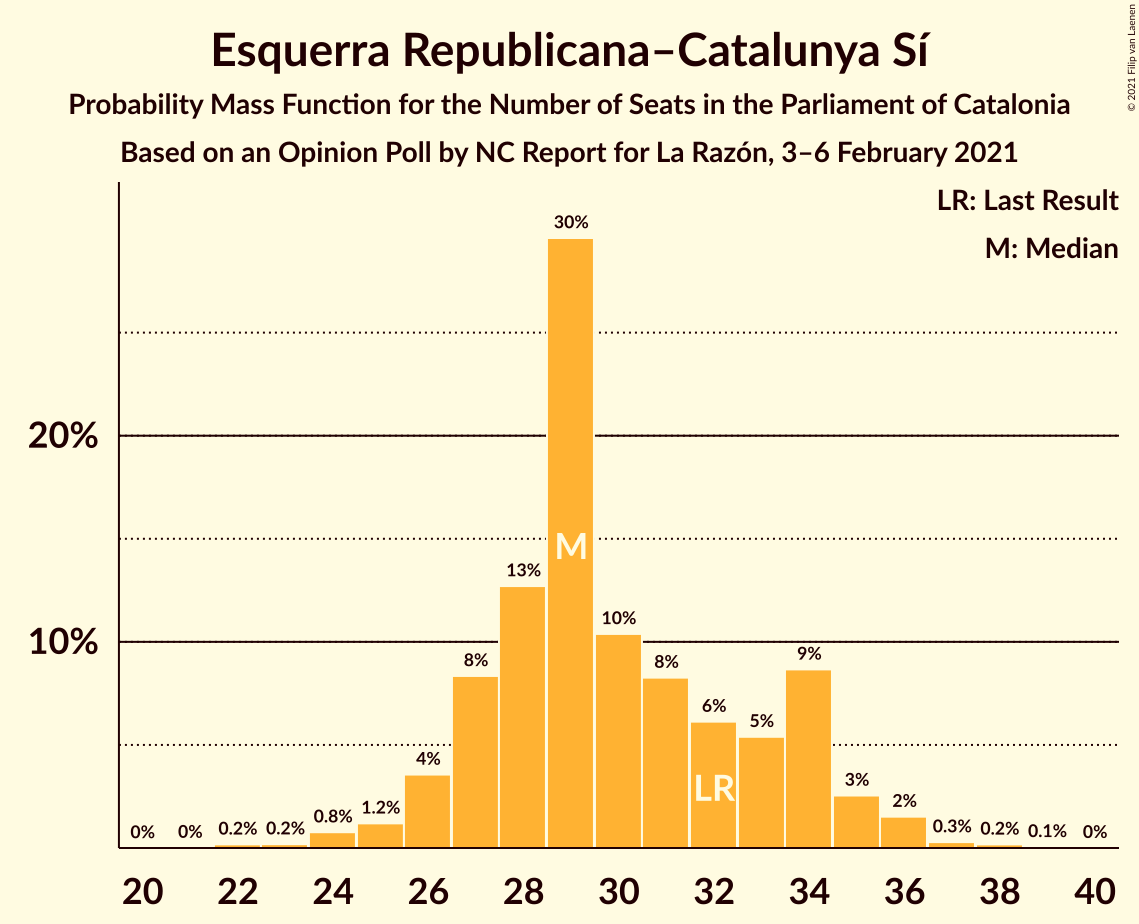 Esquerra Republicana–Catalunya Sí
Probability Mass Function for the Number of Seats in the Parliament of Catalonia
Based on an Opinion Poll by NC Report for La Razón, 3–6 February 2021
© 2021 Filip van Laenen
LR: Last Result
M: Median
20%
10%
0%
0%
0.2%
0.2%
0.8%
1.2%
4%
8%
13%
30%
10%
8%
6%
5%
9%
3%
2%
0.3%
0.2%
0.1%
0%
M
LR
20 22 24 26 28 30 32 34 36 38 40